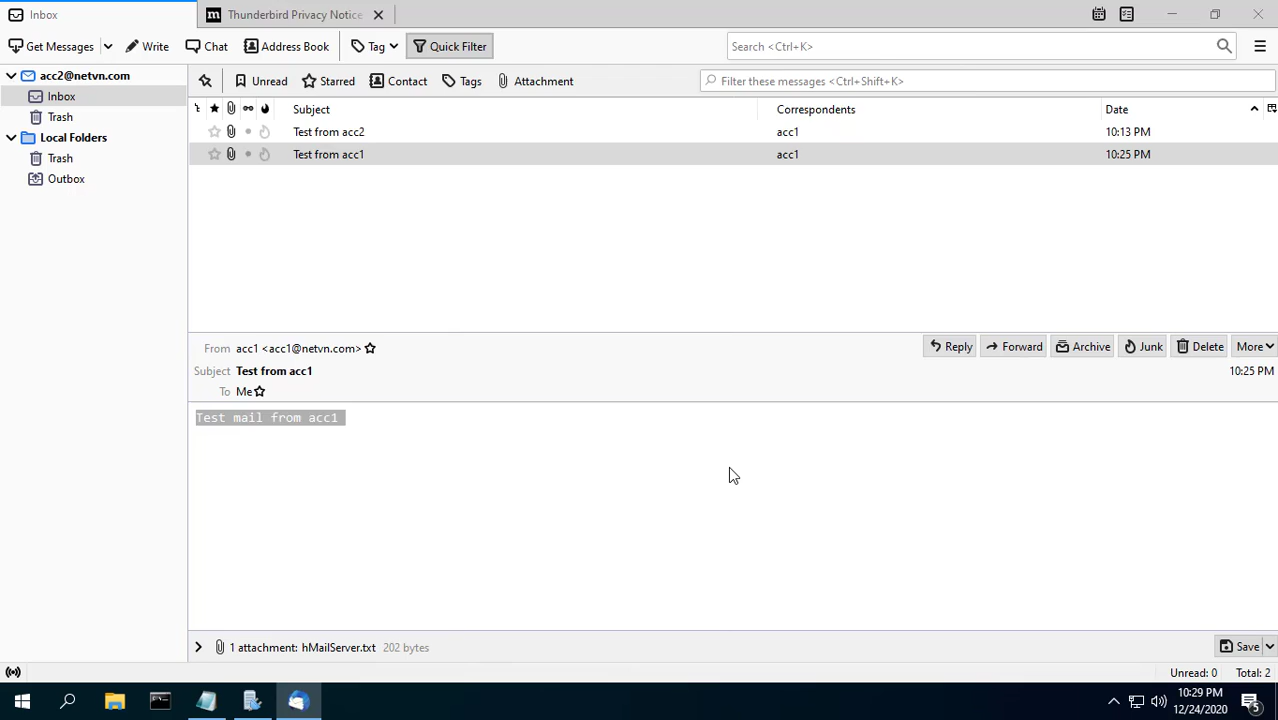 Inbox
Thunderbird Privacy Notice
Get Messages
Write
Chat
Address Book
Tag
Quick Filter
Search <Ctrl+K>
acc2@netvn.com
Inbox
Trash
Local Folders
Trash
Outbox
Unread
Starred
Contact
Tags
Attachment
Filter these messages <Ctrl+Shift+K>
Subject
Correspondents
Date
Test from acc2
acc1
10:13 PM
Test from acc1
acc1
10:25 PM
From acc1 <acc1@netvn.com>
Reply
Forward
Archive
Junk
Delete
More
Subject Test from acc1
10:25 PM
To Me
Test mail from acc1
1 attachment: hMailServer.txt 202 bytes
Save
Unread: 0
Total: 2
10:29 PM
12/24/2020
5